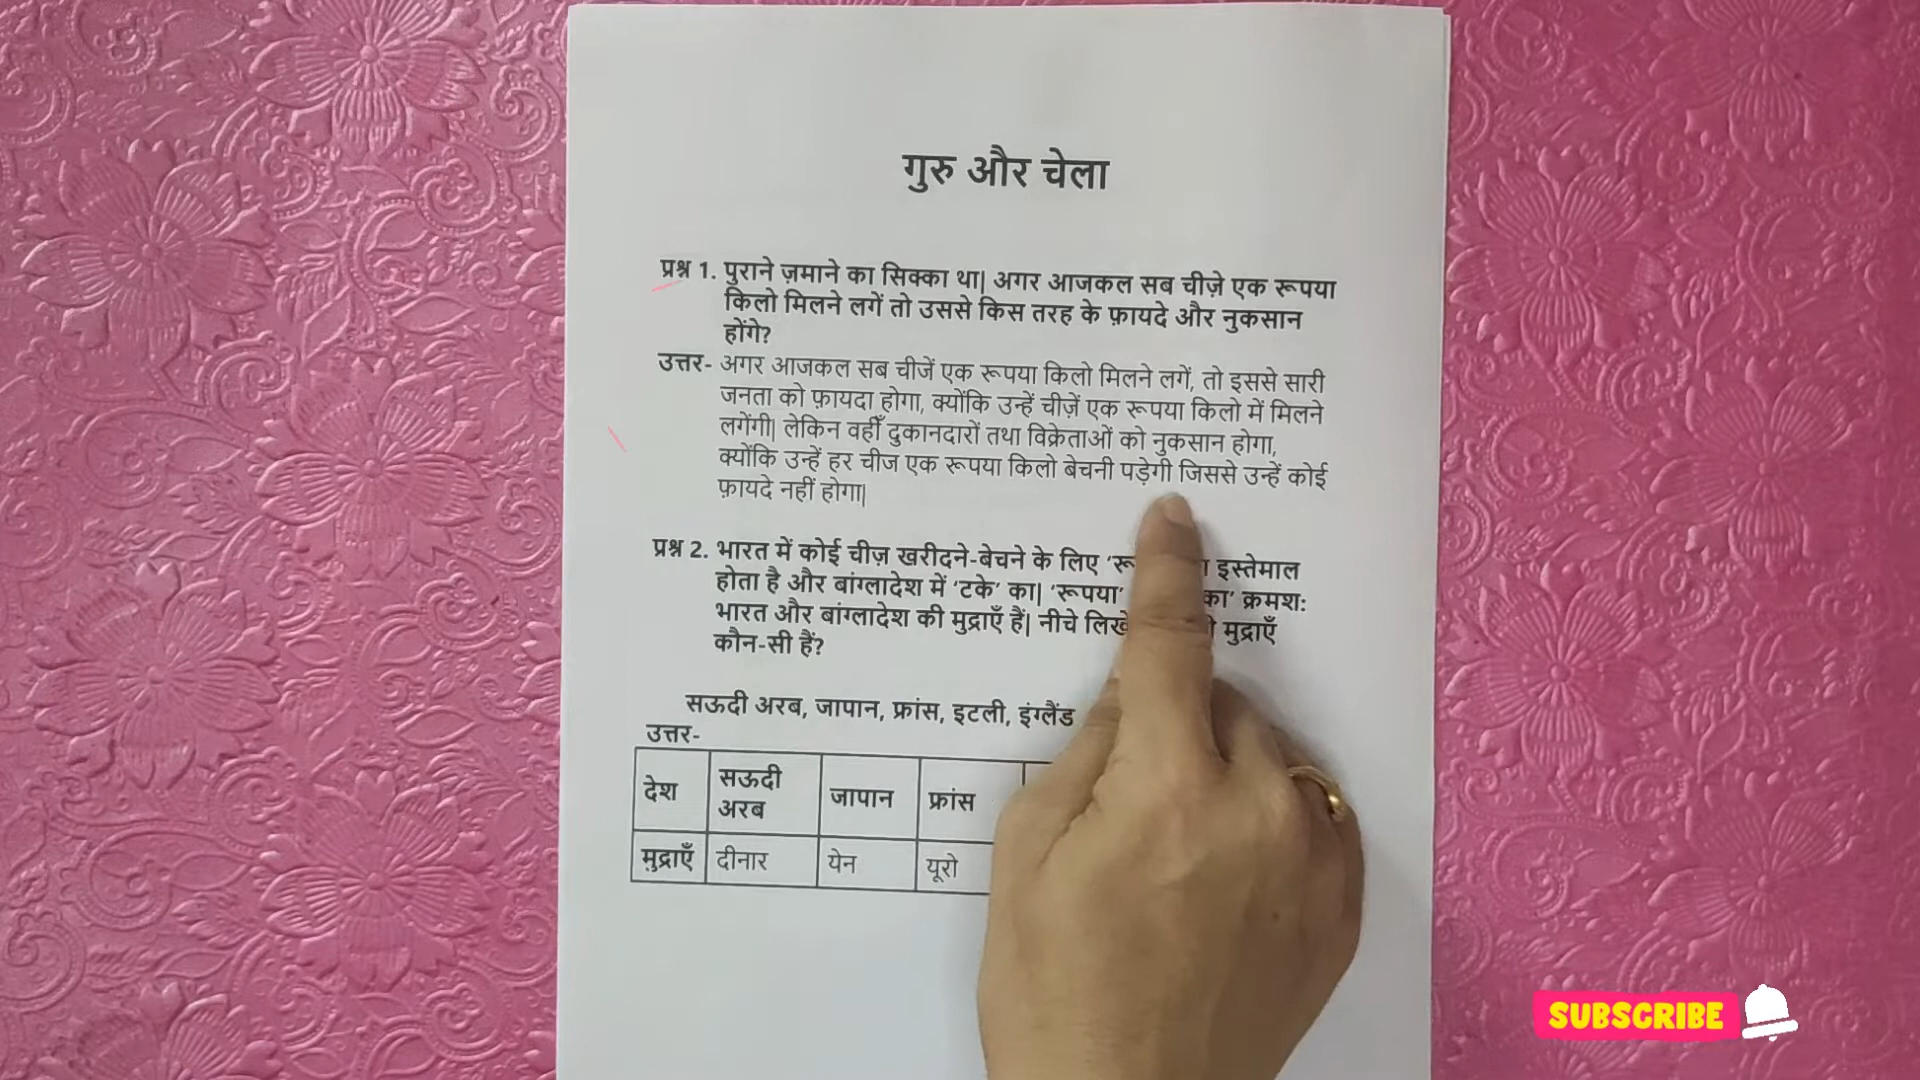 गुरु और चेला
प्रश्न 1. पुराने ज़माने का सिक्का था| अगर आजकल सब चीज़े एक रूपया
किलो मिलने लगें तो उससे किस तरह के फ़ायदे और नुकसान
होंगे?
उत्तर- अगर आजकल सब चीजें एक रूपया किलो मिलने लगें, तो इससे सारी
जनता को फ़ायदा होगा, क्योंकि उन्हें चीज़ें एक रूपया किलो में मिलने
लगेंगी| लेकिन वहीँ दुकानदारों तथा विक्रेताओं को नुकसान होगा,
क्योंकि उन्हें हर चीज एक रूपया किलो बेचनी पड़ेगी जिससे उन्हें कोई
फ़ायदे नहीं होगा|
प्रश्न 2. भारत में कोई चीज़ खरीदने-बेचने के लिए इस्तेमाल
होता है और बांग्लादेश में ‘टके’ का| ‘रूपया’ क्रमश:
भारत और बांग्लादेश की मुद्राएँ हैं| नीचे मुद्राएँ
कौन-सी हैं?
सऊदी अरब, जापान, फ्रांस, इटली, इंग्लैंड
उत्तर-
देश सऊदी अरब जापान फ्रांस
मुद्राएँ दीनार येन यूरो
SUBSCRIBE